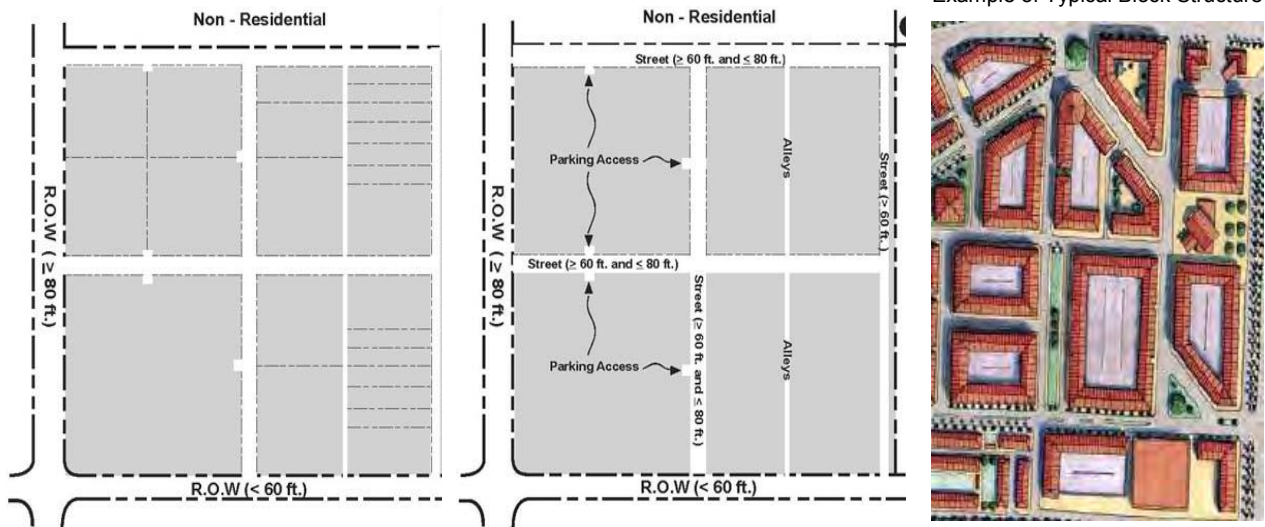 Non - Residential
R.O.W ( ≥ 80 ft.)
R.O.W (< 60 ft.)
Non - Residential
Street (≥ 60 ft. and ≤ 80 ft.)
Parking Access
Alleys
Street (> 60 ft.)
R.O.W ( ≥ 80 ft.)
Street (≥ 60 ft. and ≤ 80 ft.)
Street (≥ 60 ft. and ≤ 80 ft.)
Parking Access
Alleys
R.O.W (< 60 ft.)
Example of Typical Block Structure